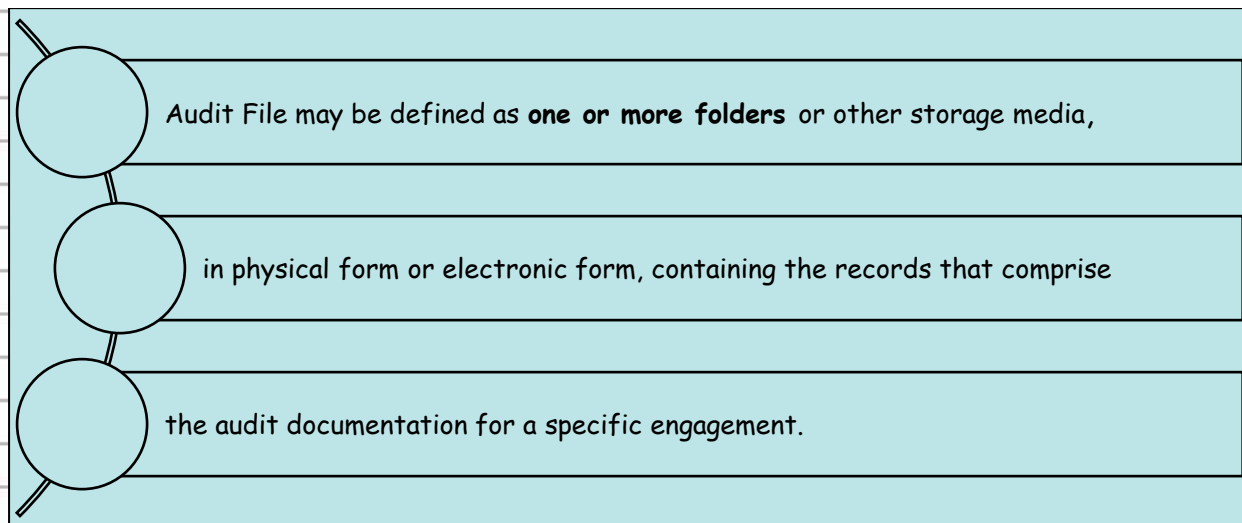 Audit File may be defined as one or more folders or other storage media,
in physical form or electronic form, containing the records that comprise
the audit documentation for a specific engagement.